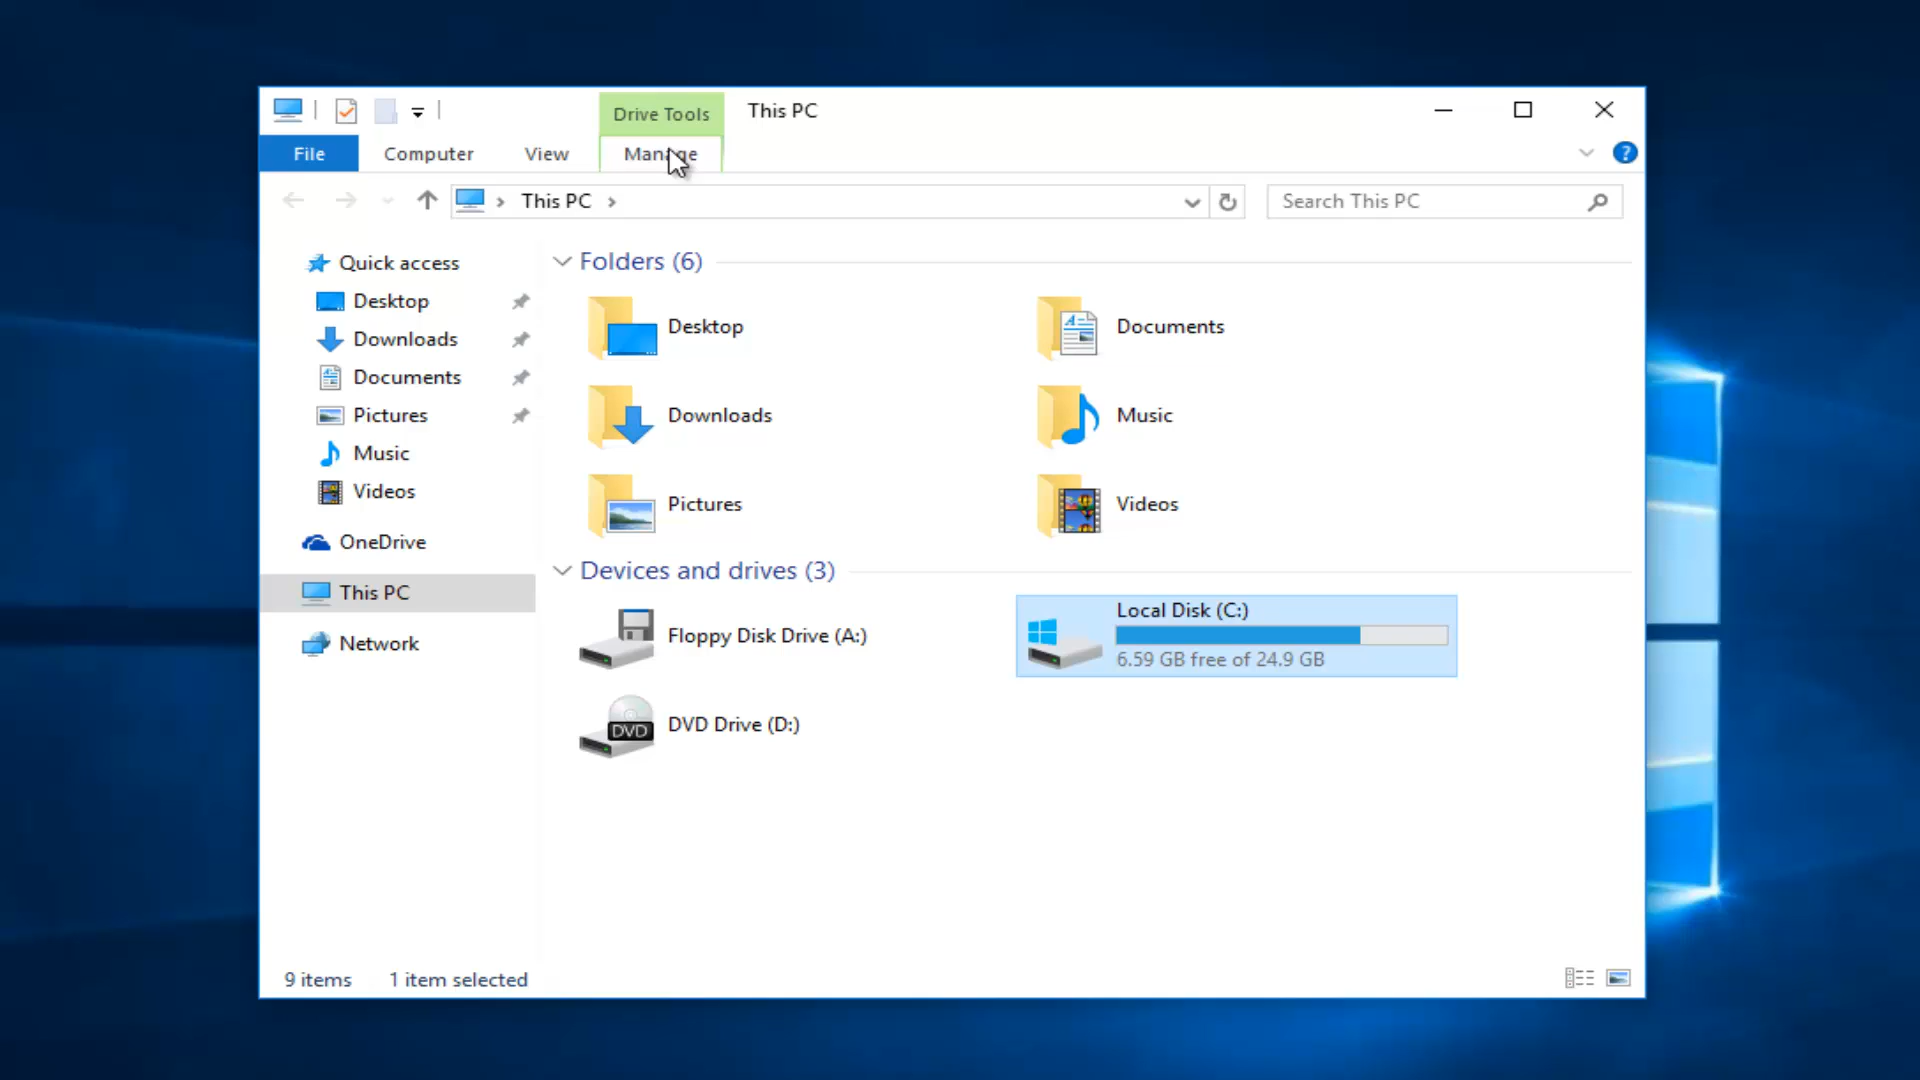 Drive Tools
This PC
File
Computer
View
Manage
?
This PC
Search This PC
Quick access
Desktop
Downloads
Documents
Pictures
Music
Videos
OneDrive
This PC
Network
Folders (6)
Desktop
Documents
Downloads
Music
Pictures
Videos
Devices and drives (3)
Floppy Disk Drive (A:)
Local Disk (C:)
6.59 GB free of 24.9 GB
DVD
DVD Drive (D:)
9 items
1 item selected